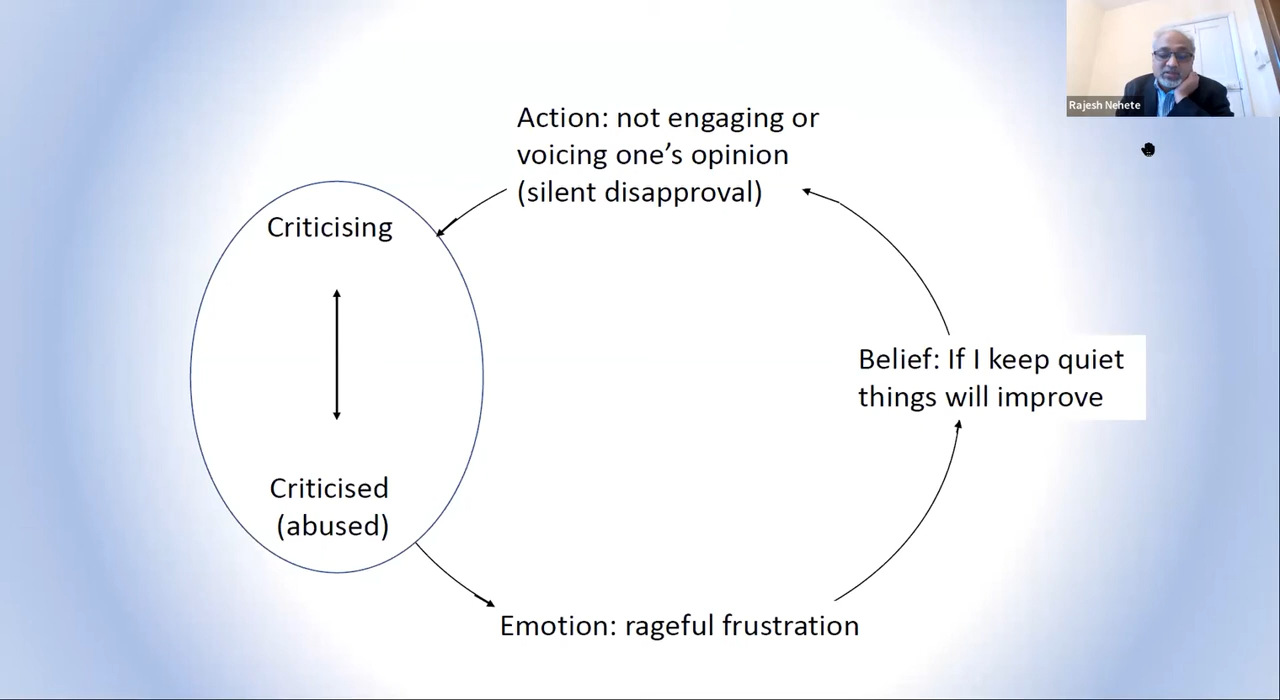 Rajesh Nehete
Action: not engaging or
voicing one’s opinion
(silent disapproval)
Criticising
Belief: If I keep quiet
things will improve
Criticised
(abused)
Emotion: rageful frustration